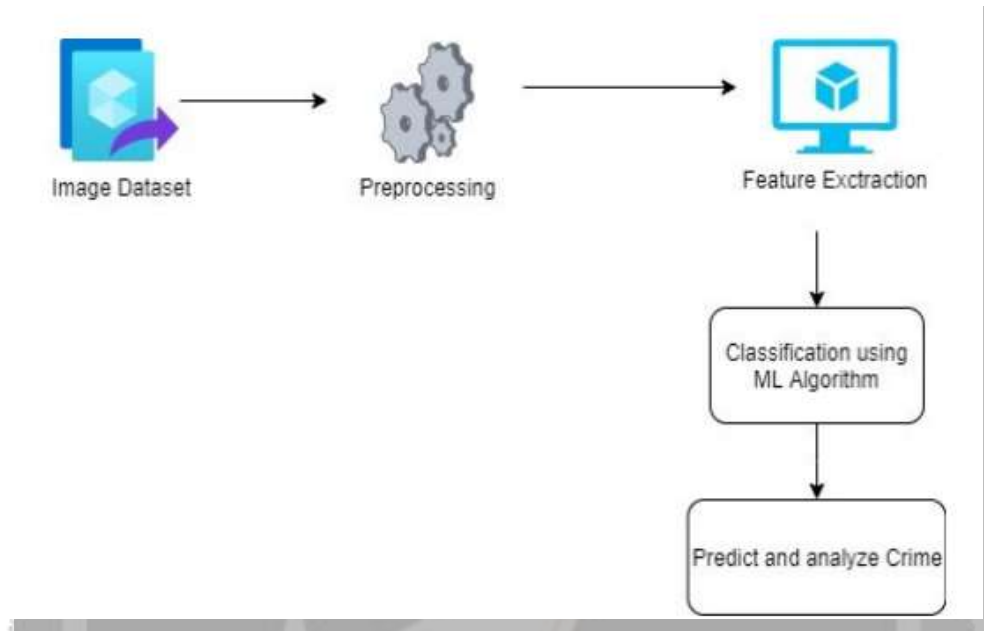 Image Dataset
Preprocessing
Feature Exctraction
Classification using
ML Algorithm
Predict and analyze Crime